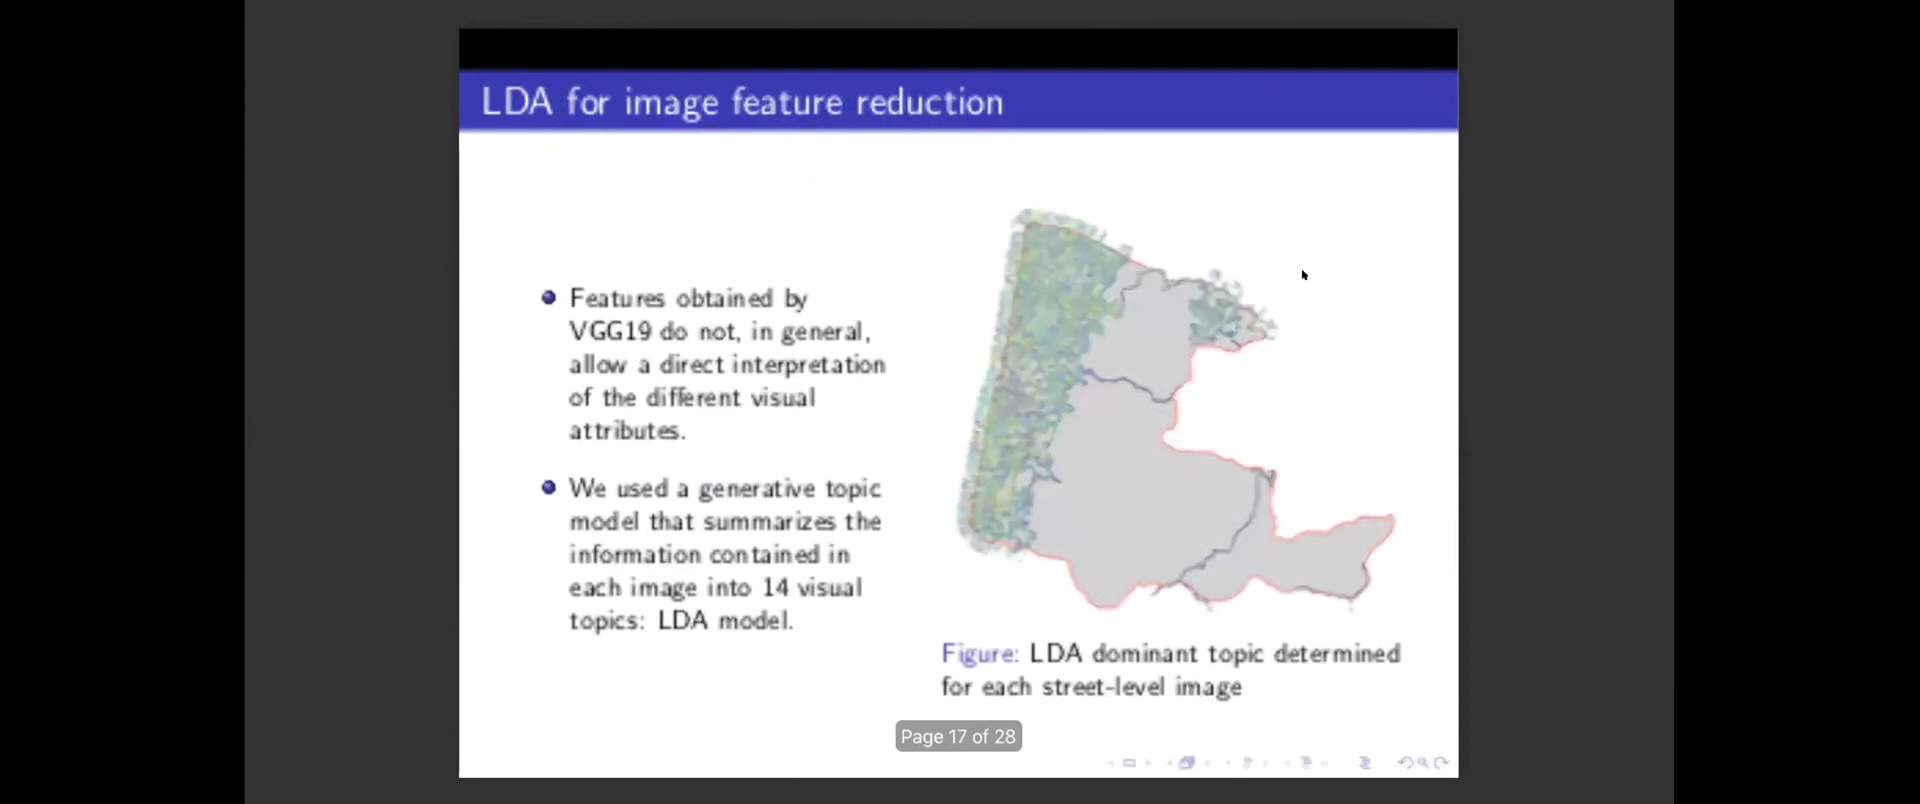 LDA for image feature reduction
Features obtained by
VGG19 do not, in general,
allow a direct interpretation
of the different visual
attributes.
We used a generative topic
model that summarizes the
information contained in
each image into 14 visual
topics: LDA model.
Figure: LDA dominant topic determined
for each street-level image
Page 17 of 28